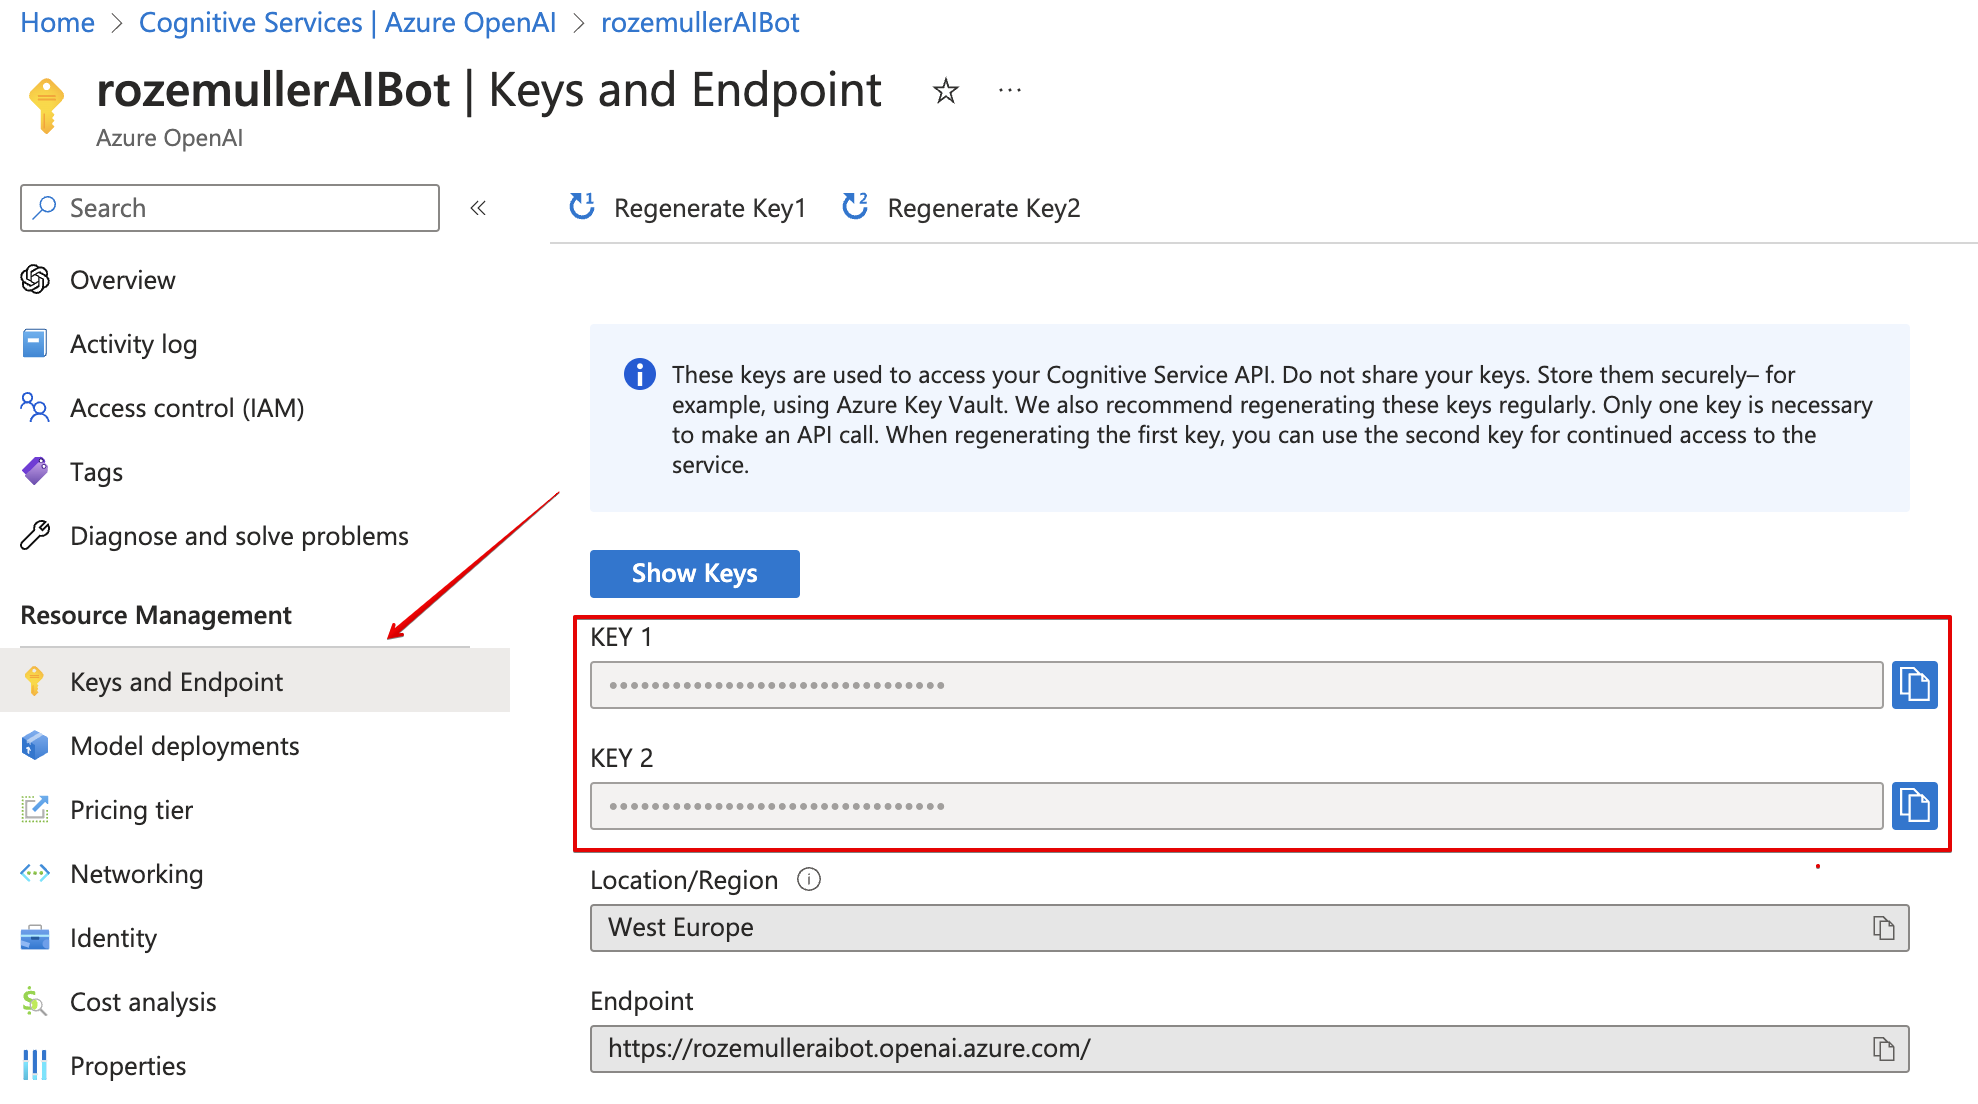 Home > Cognitive Services | Azure OpenAI > rozemullerAIBot
rozemullerAIBot | Keys and Endpoint
Azure OpenAI
Search
Overview
Activity log
Access control (IAM)
Tags
Diagnose and solve problems
Resource Management
Keys and Endpoint
Model deployments
Pricing tier
Networking
Identity
Cost analysis
Properties
1 Regenerate Key1 2 Regenerate Key2
These keys are used to access your Cognitive Service API. Do not share your keys. Store them securely– for
example, using Azure Key Vault. We also recommend regenerating these keys regularly. Only one key is necessary
to make an API call. When regenerating the first key, you can use the second key for continued access to the
service.
Show Keys
KEY 1
••••••••••••••••••••••••••••••••
KEY 2
••••••••••••••••••••••••••••••••
Location/Region
West Europe
Endpoint
https://rozemulleraibot.openai.azure.com/